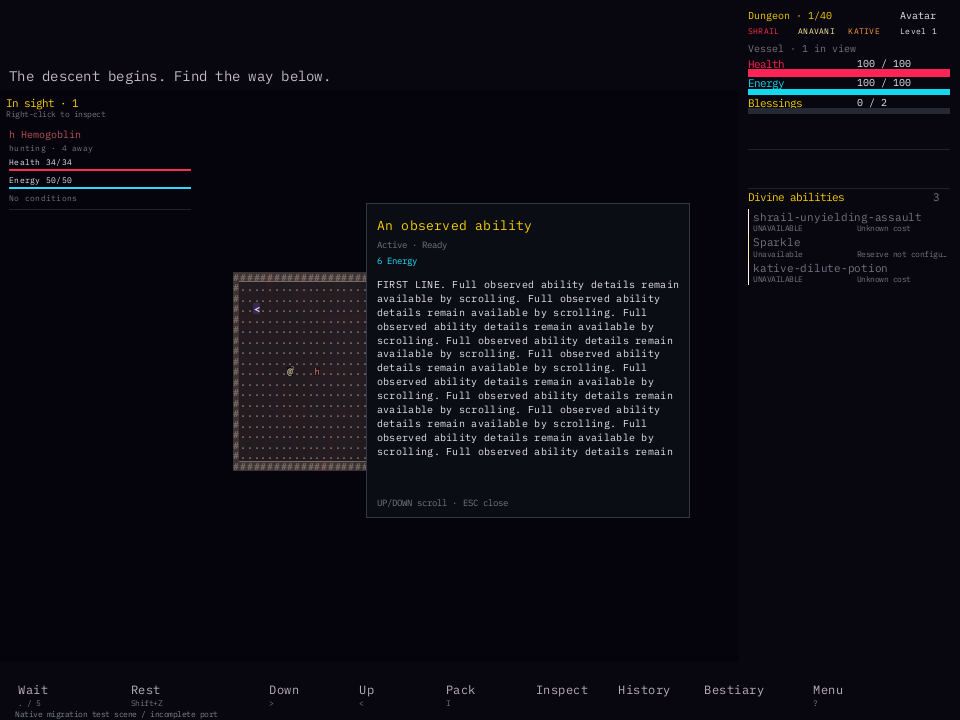 The descent begins. Find the way below.
In sight · 1
Right-click to inspect
h Hemogoblin
hunting · 4 away
Health 34/34
Energy 50/50
No conditions
<
@
h
An observed ability
Active · Ready
6 Energy
FIRST LINE. Full observed ability details remain
available by scrolling. Full observed ability
details remain available by scrolling. Full
observed ability details remain available by
scrolling. Full observed ability details remain
available by scrolling. Full observed ability
details remain available by scrolling. Full
observed ability details remain available by
scrolling. Full observed ability details remain
available by scrolling. Full observed ability
details remain available by scrolling. Full
observed ability details remain available by
scrolling. Full observed ability details remain
UP/DOWN scroll · ESC close
Dungeon · 1/40 Avatar
SHRAIL ANAVANI KATIVE Level 1
Vessel · 1 in view
Health 100 / 100
Energy 100 / 100
Blessings 0 / 2
Divine abilities 3
shrail-unyielding-assault
UNAVAILABLE Unknown cost
Sparkle
Unavailable Reserve not configu…
kative-dilute-potion
UNAVAILABLE Unknown cost
Wait Rest Down Up Pack Inspect History Bestiary Menu
. / 5 Shift+Z > < I ?
Native migration test scene / incomplete port